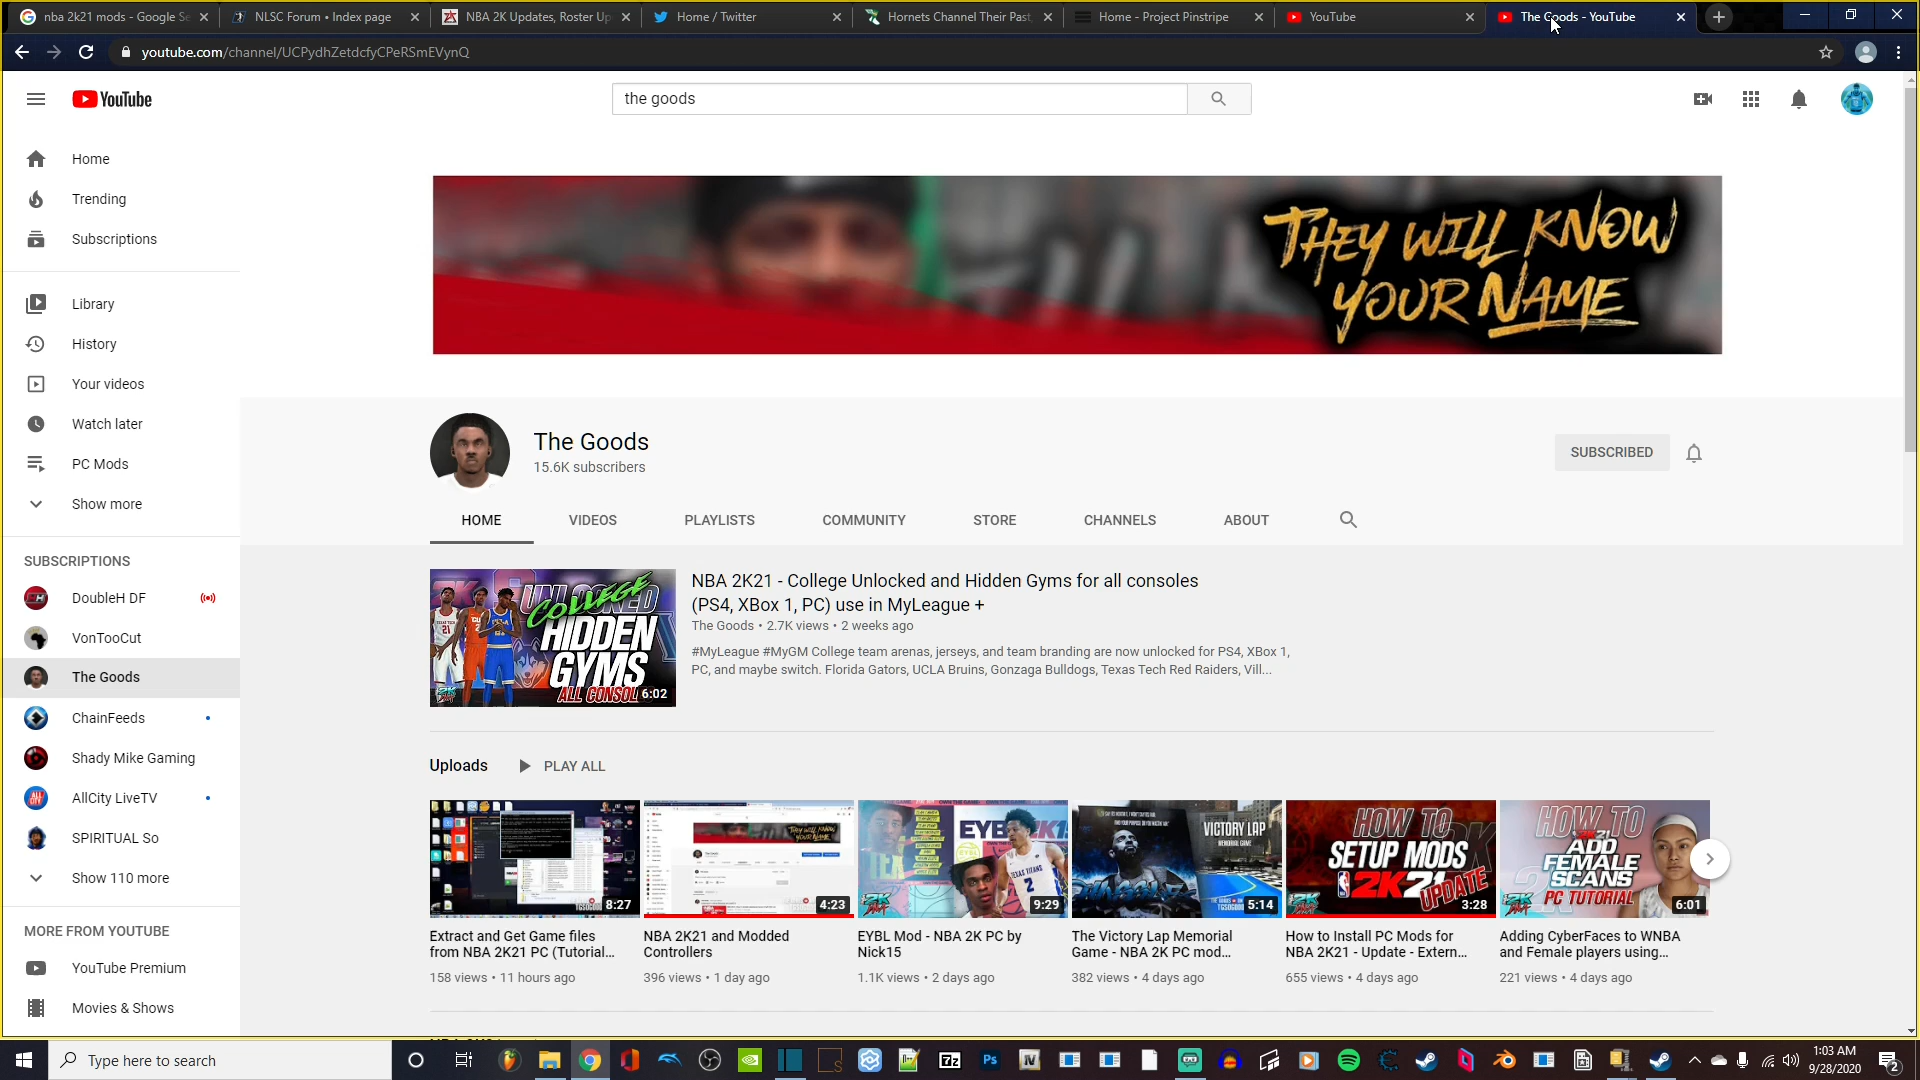 nba 2k21 mods - Google Se
NLSC Forum • Index page
NBA 2K Updates, Roster Up
Home / Twitter
Hornets Channel Their Past,
Home - Project Pinstripe
YouTube
The Goods - YouTube
youtube.com/channel/UCPydhZetdcfyCPeRSmEVynQ
YouTube
the goods
Home
Trending
Subscriptions
Library
History
Your videos
Watch later
PC Mods
Show more
SUBSCRIPTIONS
DoubleH DF
VonTooCut
The Goods
ChainFeeds
Shady Mike Gaming
AllCity LiveTV
SPIRITUAL So
Show 110 more
MORE FROM YOUTUBE
YouTube Premium
Movies & Shows
THEY WILL KNOW
YOUR NAME
The Goods
15.6K subscribers
SUBSCRIBED
HOME VIDEOS PLAYLISTS COMMUNITY STORE CHANNELS ABOUT
UNLOCKED
COLLEGE
HIDDEN
GYMS
ALL CONSOL
6:02
NBA 2K21 - College Unlocked and Hidden Gyms for all consoles
(PS4, XBox 1, PC) use in MyLeague +
The Goods • 2.7K views • 2 weeks ago
#MyLeague #MyGM College team arenas, jerseys, and team branding are now unlocked for PS4, XBox 1,
PC, and maybe switch. Florida Gators, UCLA Bruins, Gonzaga Bulldogs, Texas Tech Red Raiders, Vill...
Uploads
PLAY ALL
8:27
Extract and Get Game files
from NBA 2K21 PC (Tutorial...
158 views • 11 hours ago
4:23
NBA 2K21 and Modded
Controllers
396 views • 1 day ago
EYB
2K1
TEXAS TITANS
2
9:29
EYBL Mod - NBA 2K PC by
Nick15
1.1K views • 2 days ago
VICTORY LAP
MEMORIAL GAME
5:14
The Victory Lap Memorial
Game - NBA 2K PC mod...
382 views • 4 days ago
HOW TO
SETUP MODS
2K21
UPDATE
3:28
How to Install PC Mods for
NBA 2K21 - Update - Extern...
655 views • 4 days ago
HOW TO
2K21
ADD
FEMALE
SCANS
PC TUTORIAL
6:01
Adding CyberFaces to WNBA
and Female players using...
221 views • 4 days ago
Type here to search
7z
Ps
1:03 AM
9/28/2020
2